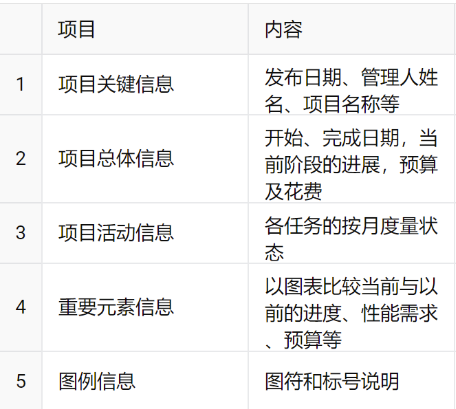 项目 内容
1 项目关键信息 发布日期、管理人姓
名、项目名称等
2 项目总体信息 开始、完成日期，当
前阶段的进展，预算
及花费
3 项目活动信息 各任务的按月度量状
态
4 重要元素信息 以图表比较当前与以
前的进度、性能需求
、预算等
5 图例信息 图符和标号说明